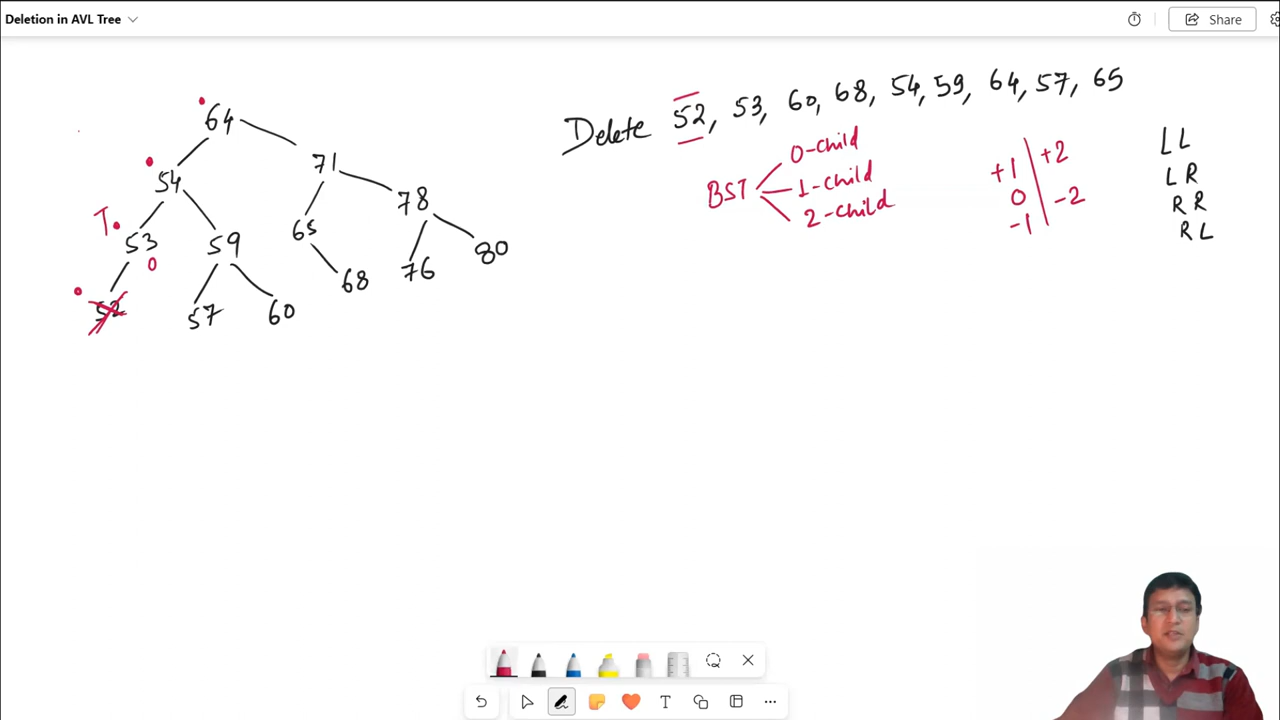 Deletion in AVL Tree
Share
Delete 52, 53, 60, 68, 54, 59, 64, 57, 65
BST
0-child
1-child
2-child
+1 +2
0 -2
-1
LL
LR
RR
RL
64
54 71
T 53 59 65 78
0
52 57 60 68 76 80
T